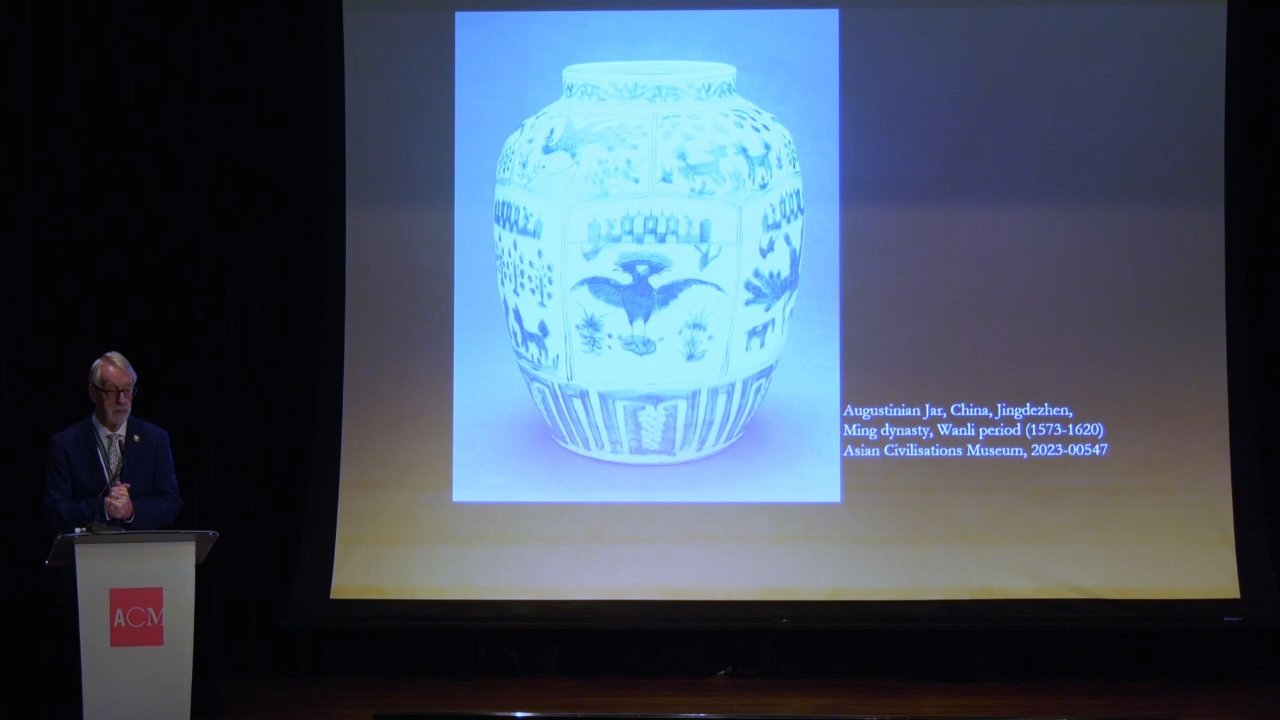 Augustinian Jar, China, Jingdezhen,
Ming dynasty, Wanli period (1573-1620)
Asian Civilisations Museum, 2023-00547
ACM